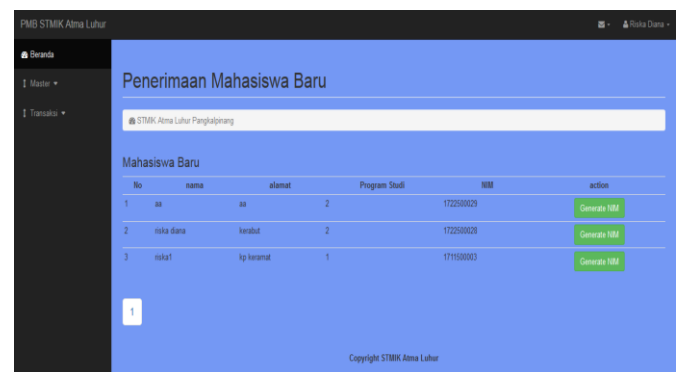 PMB STMIK Atma Luhur Riska Diana
Beranda
Master
Transaksi
Penerimaan Mahasiswa Baru
STMIK Atma Luhur Pangkalpinang
Mahasiswa Baru
No nama alamat Program Studi NIM action
1 aa aa 2 1722500029 Generate NIM
2 riska diana kerabut 2 1722500028 Generate NIM
3 riska1 kp keramat 1 1711500003 Generate NIM
1
Copyright STMIK Atma Luhur